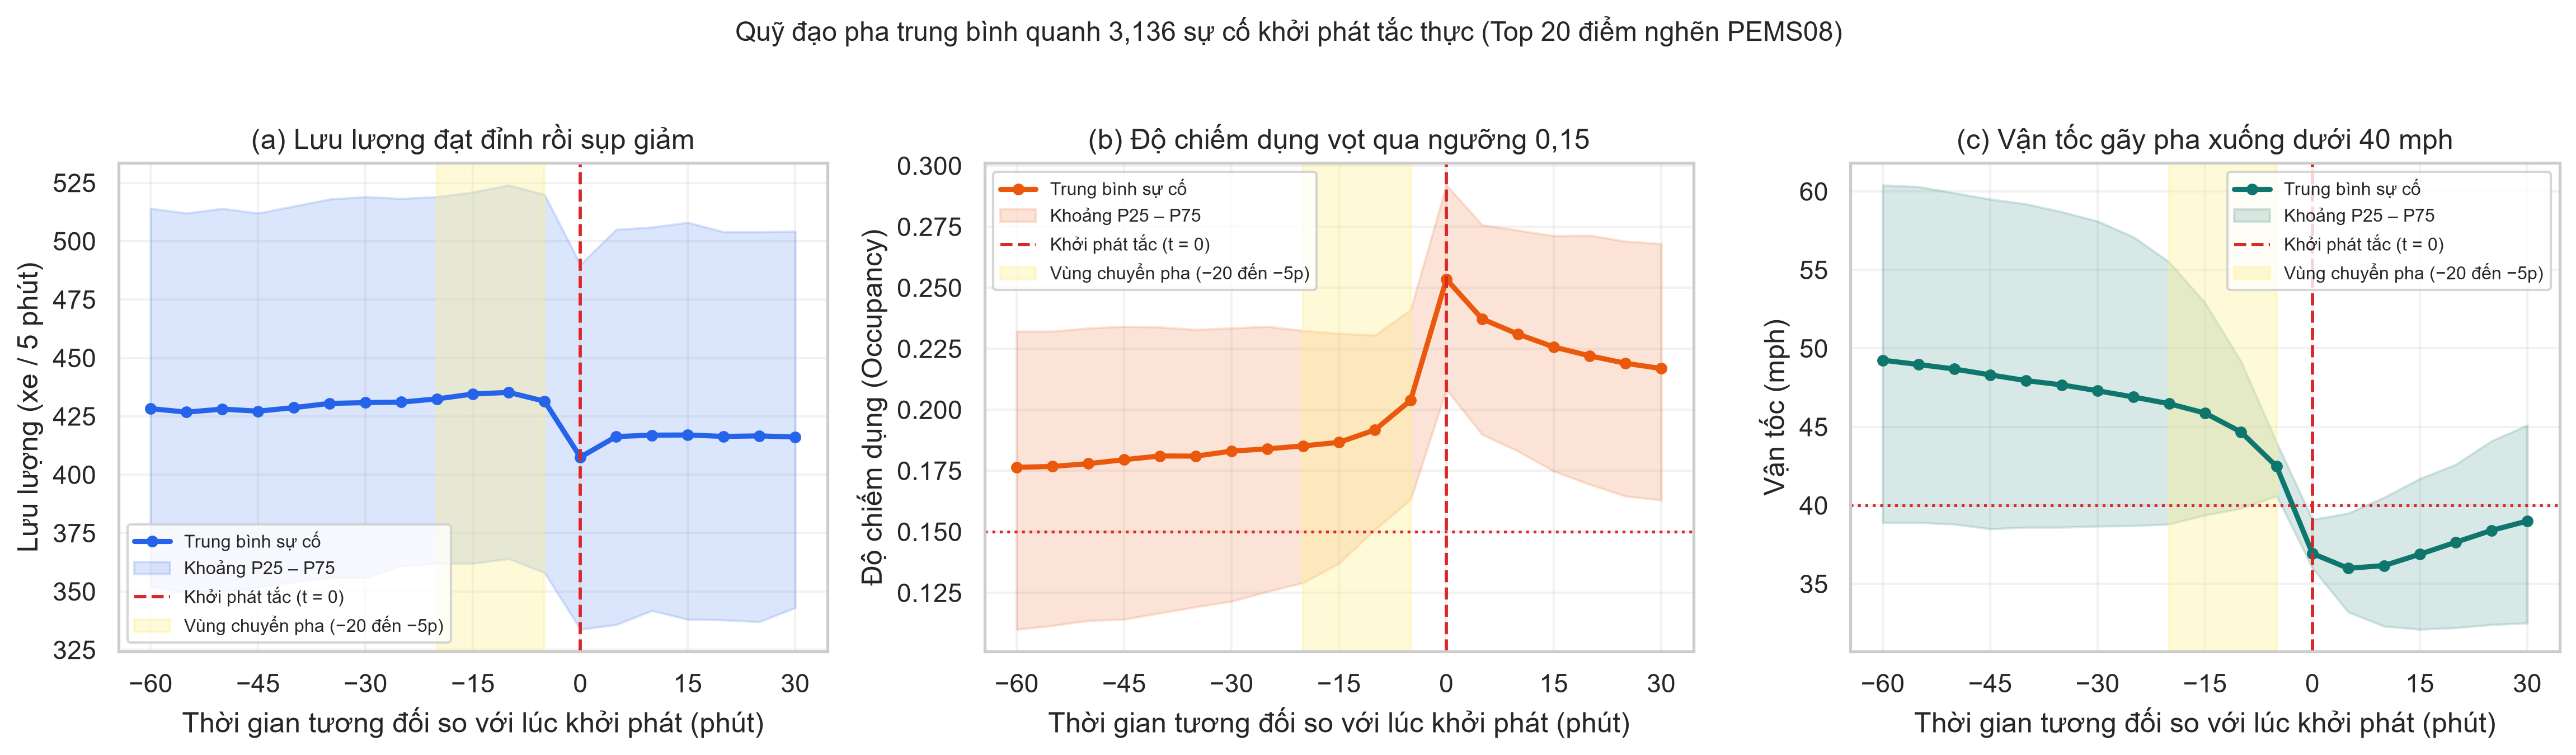 Quỹ đạo pha trung bình quanh 3,136 sự cố khởi phát tắc thực (Top 20 điểm nghẽn PEMS08)
(a) Lưu lượng đạt đỉnh rồi sụp giảm
Lưu lượng (xe / 5 phút)
525
500
475
450
425
400
375
350
325
Trung bình sự cố
Khoảng P25 – P75
Khởi phát tắc (t = 0)
Vùng chuyển pha (−20 đến −5p)
−60 −45 −30 −15 0 15 30
Thời gian tương đối so với lúc khởi phát (phút)
(b) Độ chiếm dụng vọt qua ngưỡng 0,15
Độ chiếm dụng (Occupancy)
0.300
0.275
0.250
0.225
0.200
0.175
0.150
0.125
Trung bình sự cố
Khoảng P25 – P75
Khởi phát tắc (t = 0)
Vùng chuyển pha (−20 đến −5p)
−60 −45 −30 −15 0 15 30
Thời gian tương đối so với lúc khởi phát (phút)
(c) Vận tốc gãy pha xuống dưới 40 mph
Vận tốc (mph)
60
55
50
45
40
35
Trung bình sự cố
Khoảng P25 – P75
Khởi phát tắc (t = 0)
Vùng chuyển pha (−20 đến −5p)
−60 −45 −30 −15 0 15 30
Thời gian tương đối so với lúc khởi phát (phút)